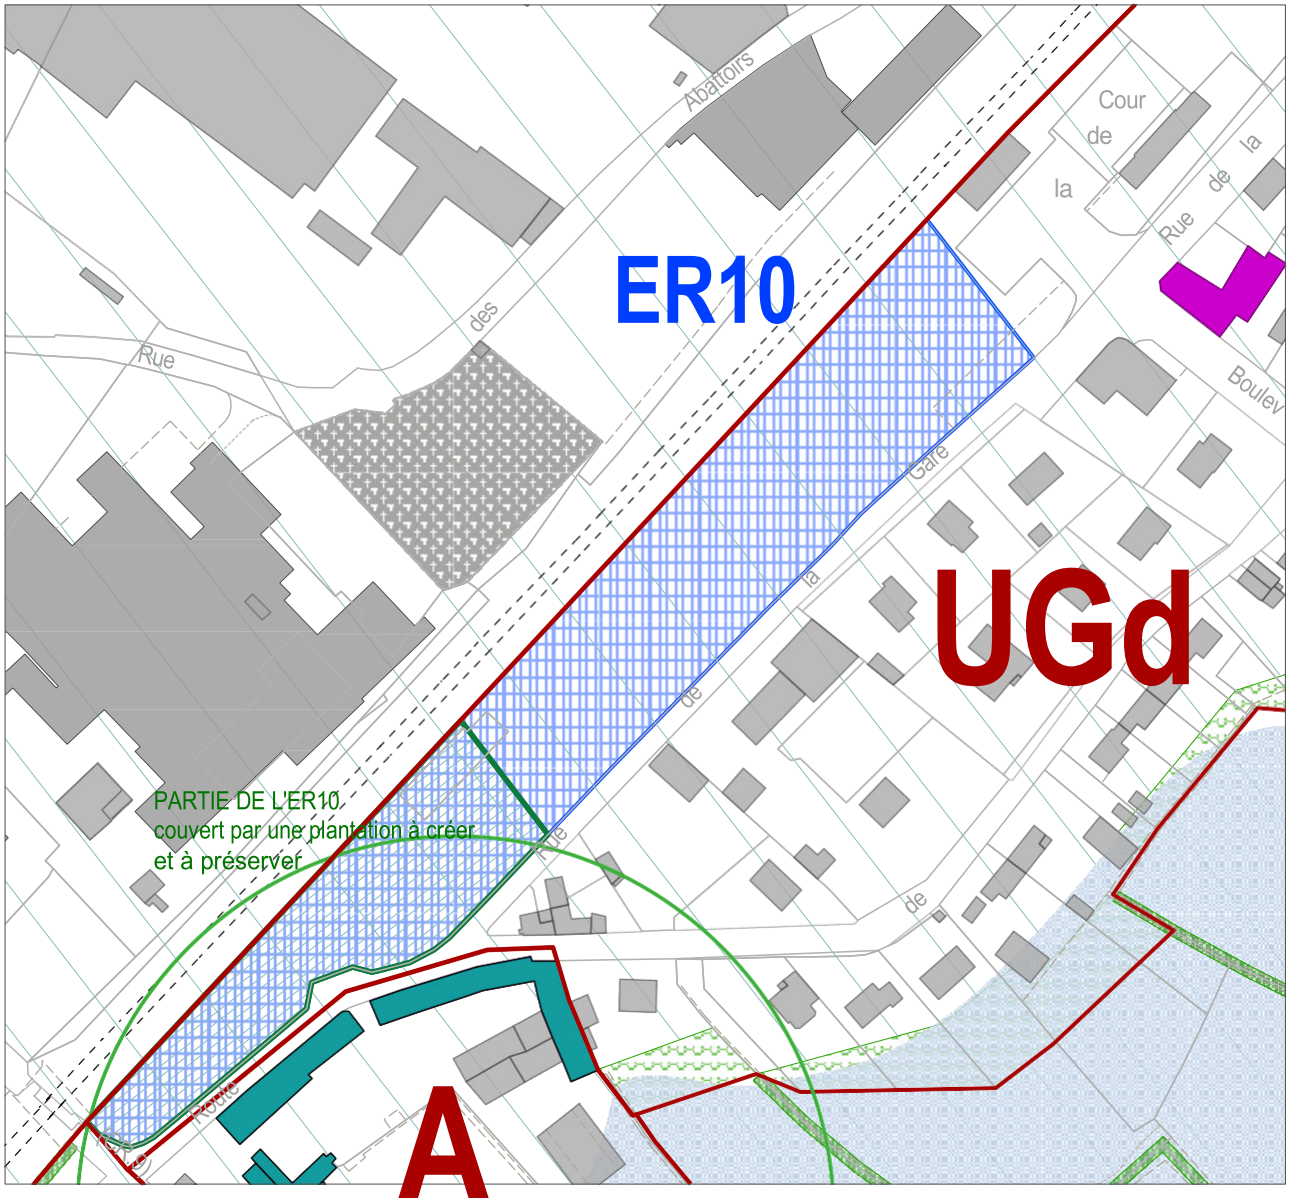 Abattoirs
Cour
de
la
Rue
de
la
ER10
des
Rue
Boulev
Gare
la
UGd
de
PARTIE DE L'ER10
couvert par une plantation à créer
et à préserver
Rue
de
Route
A